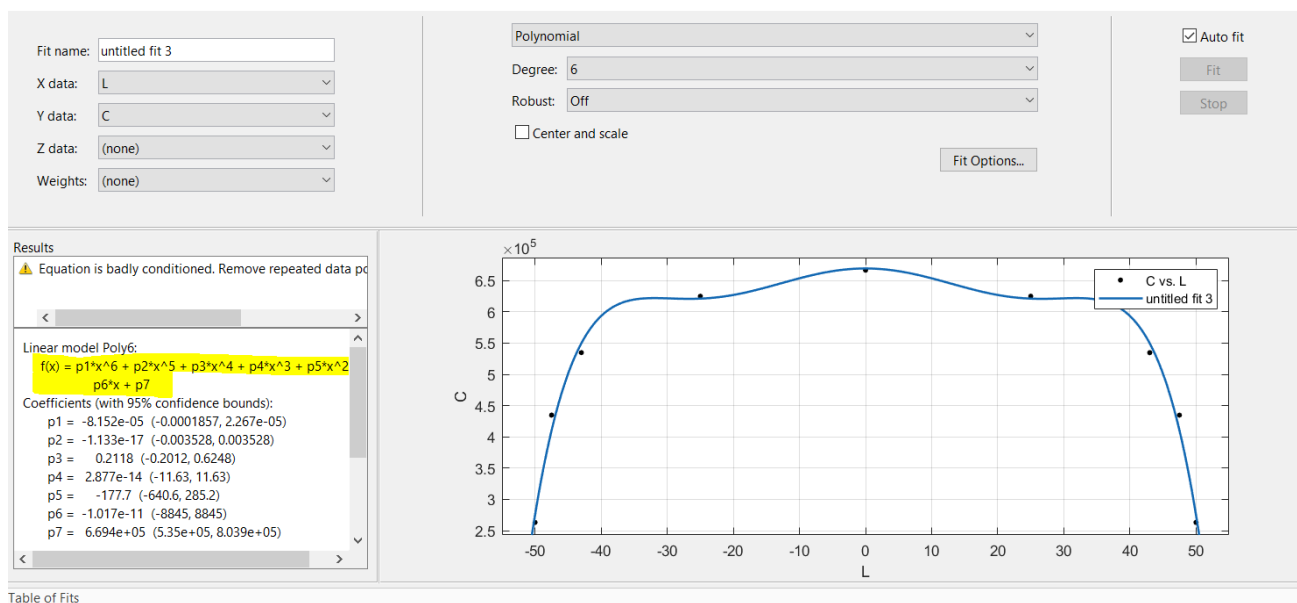 Fit name: untitled fit 3
X data: L
Y data: C
Z data: (none)
Weights: (none)
Polynomial
Degree: 6
Robust: Off
Center and scale
Fit Options...
Auto fit
Fit
Stop
Results
Equation is badly conditioned. Remove repeated data po
Linear model Poly6:
f(x) = p1*x^6 + p2*x^5 + p3*x^4 + p4*x^3 + p5*x^2
p6*x + p7
Coefficients (with 95% confidence bounds):
p1 = -8.152e-05 (-0.0001857, 2.267e-05)
p2 = -1.133e-17 (-0.003528, 0.003528)
p3 = 0.2118 (-0.2012, 0.6248)
p4 = 2.877e-14 (-11.63, 11.63)
p5 = -177.7 (-640.6, 285.2)
p6 = -1.017e-11 (-8845, 8845)
p7 = 6.694e+05 (5.35e+05, 8.039e+05)
×10^5
6.5
6
5.5
5
4.5
4
3.5
3
2.5
C
-50 -40 -30 -20 -10 0 10 20 30 40 50
L
C vs. L
untitled fit 3
Table of Fits